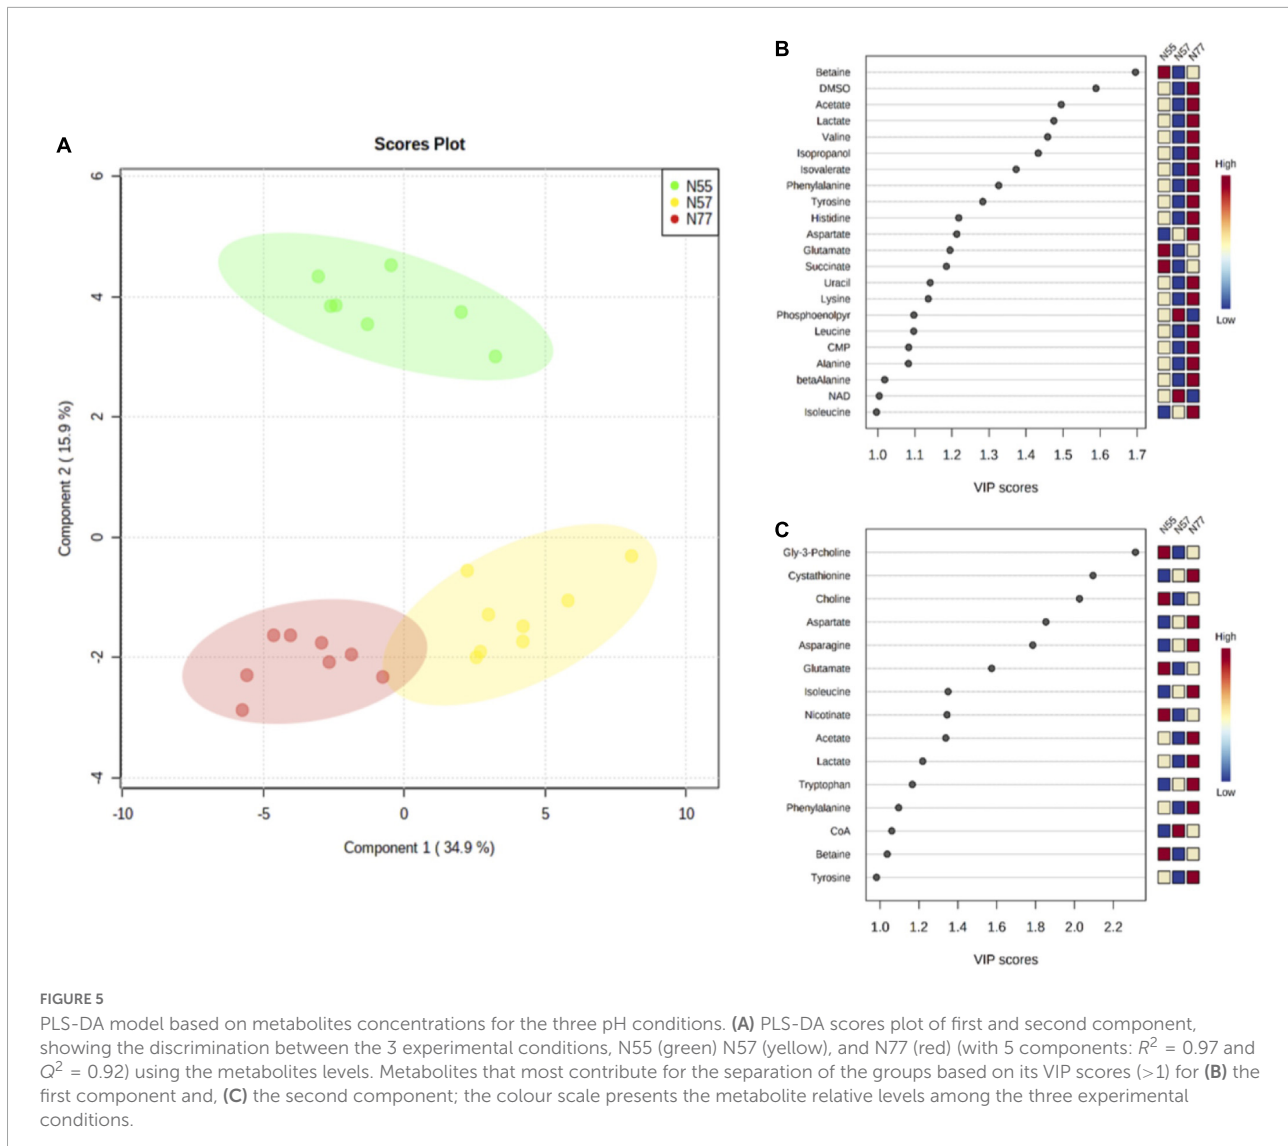 A
Scores Plot
N55
N57
N77
6
4
2
0
-2
-4
Component 2 ( 15.9 %)
-10
-5
0
5
10
Component 1 ( 34.9 %)
B
N55 N57 N77
Betaine
DMSO
Acetate
Lactate
Valine
Isopropanol
Isovalerate
Phenylalanine
Tyrosine
Histidine
Aspartate
Glutamate
Succinate
Uracil
Lysine
Phosphoenolpyr
Leucine
CMP
Alanine
betaAlanine
NAD
Isoleucine
High
Low
1.0 1.1 1.2 1.3 1.4 1.5 1.6 1.7
VIP scores
C
N55 N57 N77
Gly-3-Pcholine
Cystathionine
Choline
Aspartate
Asparagine
Glutamate
Isoleucine
Nicotinate
Acetate
Lactate
Tryptophan
Phenylalanine
CoA
Betaine
Tyrosine
High
Low
1.0 1.2 1.4 1.6 1.8 2.0 2.2
VIP scores
FIGURE 5
PLS-DA model based on metabolites concentrations for the three pH conditions. (A) PLS-DA scores plot of first and second component,
showing the discrimination between the 3 experimental conditions, N55 (green) N57 (yellow), and N77 (red) (with 5 components: R² = 0.97 and
Q² = 0.92) using the metabolites levels. Metabolites that most contribute for the separation of the groups based on its VIP scores (>1) for (B) the
first component and, (C) the second component; the colour scale presents the metabolite relative levels among the three experimental
conditions.